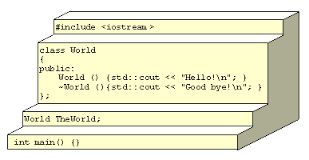 #include <iostream>
class World
{
public:
World () {std::cout << "Hello!\n"; }
~World (){std::cout << "Good bye!\n"; }
};
World TheWorld;
int main() {}